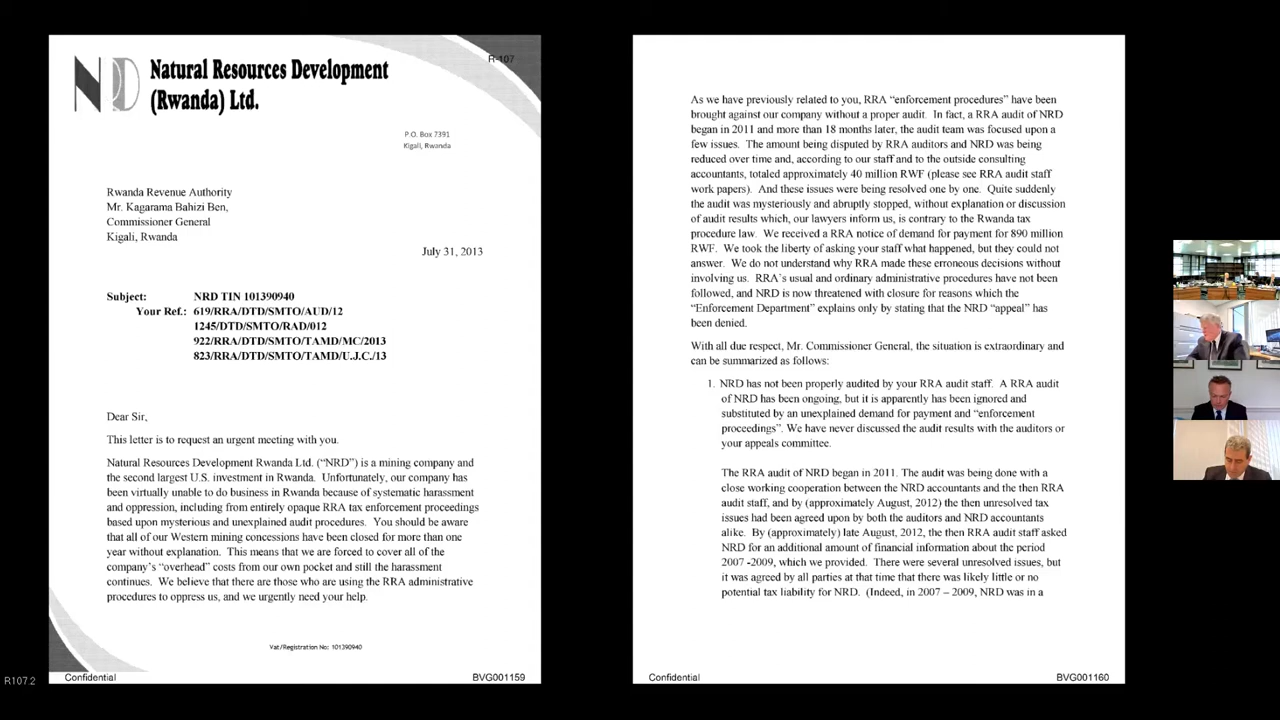 R-107
NRD Natural Resources Development
(Rwanda) Ltd.
P O. Box 7391
Kigali, Rwanda
Rwanda Revenue Authority
Mr. Kagarama Bahizi Ben,
Commissioner General
Kigali, Rwanda
July 31, 2013
Subject: NRD TIN 101390940
Your Ref.: 619/RRA/DTD/SMTO/AUD/12
1245/DTD/SMTO/RAD/012
922/RRA/DTD/SMTO/TAMD/MC/2013
823/RRA/DTD/SMTO/TAMD/U.J.C./13
Dear Sir,
This letter is to request an urgent meeting with you.
Natural Resources Development Rwanda Ltd. (“NRD”) is a mining company and
the second largest U.S. investment in Rwanda. Unfortunately, our company has
been virtually unable to do business in Rwanda because of systematic harassment
and oppression, including from entirely opaque RRA tax enforcement proceedings
based upon mysterious and unexplained audit procedures. You should be aware
that all of our Western mining concessions have been closed for more than one
year without explanation. This means that we are forced to cover all of the
company’s “overhead” costs from our own pocket and still the harassment
continues. We believe that there are those who are using the RRA administrative
procedures to oppress us, and we urgently need your help.
Vat/Registration No: 101390940
Confidential BVG001159
R107.2
As we have previously related to you, RRA “enforcement procedures” have been
brought against our company without a proper audit. In fact, a RRA audit of NRD
began in 2011 and more than 18 months later, the audit team was focused upon a
few issues. The amount being disputed by RRA auditors and NRD was being
reduced over time and, according to our staff and to the outside consulting
accountants, totaled approximately 40 million RWF (please see RRA audit staff
work papers). And these issues were being resolved one by one. Quite suddenly
the audit was mysteriously and abruptly stopped, without explanation or discussion
of audit results which, our lawyers inform us, is contrary to the Rwanda tax
procedure law. We received a RRA notice of demand for payment for 890 million
RWF. We took the liberty of asking your staff what happened, but they could not
answer. We do not understand why RRA made these erroneous decisions without
involving us. RRA’s usual and ordinary administrative procedures have not been
followed, and NRD is now threatened with closure for reasons which the
“Enforcement Department” explains only by stating that the NRD “appeal” has
been denied.
With all due respect, Mr. Commissioner General, the situation is extraordinary and
can be summarized as follows:
1. NRD has not been properly audited by your RRA audit staff. A RRA audit
of NRD has been ongoing, but it is apparently has been ignored and
substituted by an unexplained demand for payment and “enforcement
proceedings”. We have never discussed the audit results with the auditors or
your appeals committee.
The RRA audit of NRD began in 2011. The audit was being done with a
close working cooperation between the NRD accountants and the then RRA
audit staff, and by (approximately August, 2012) the then unresolved tax
issues had been agreed upon by both the auditors and NRD accountants
alike. By (approximately) late August, 2012, the then RRA audit staff asked
NRD for an additional amount of financial information about the period
2007 -2009, which we provided. There were several unresolved issues, but
it was agreed by all parties at that time that there was likely little or no
potential tax liability for NRD. (Indeed, in 2007 – 2009, NRD was in a
Confidential BVG001160